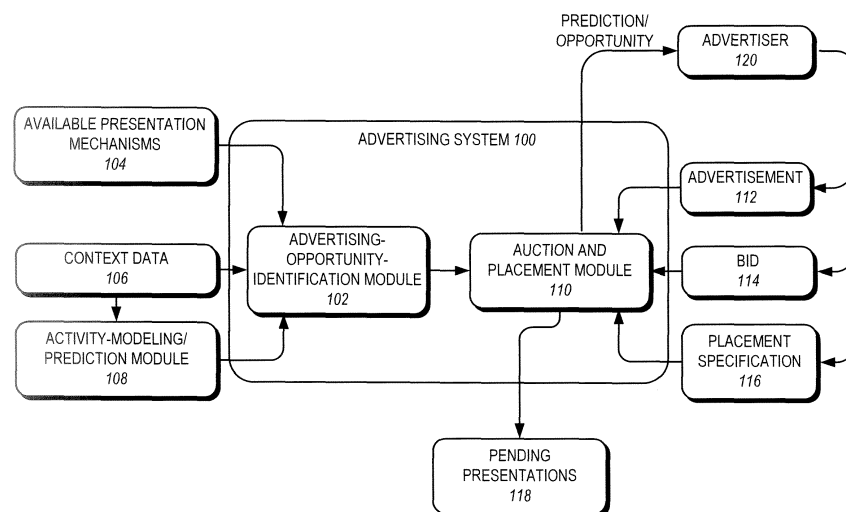 PREDICTION/
OPPORTUNITY
ADVERTISER
120
AVAILABLE PRESENTATION
MECHANISMS
104
ADVERTISING SYSTEM 100
ADVERTISEMENT
112
CONTEXT DATA
106
ADVERTISING-
OPPORTUNITY-
IDENTIFICATION MODULE
102
AUCTION AND
PLACEMENT MODULE
110
BID
114
ACTIVITY-MODELING/
PREDICTION MODULE
108
PLACEMENT
SPECIFICATION
116
PENDING
PRESENTATIONS
118